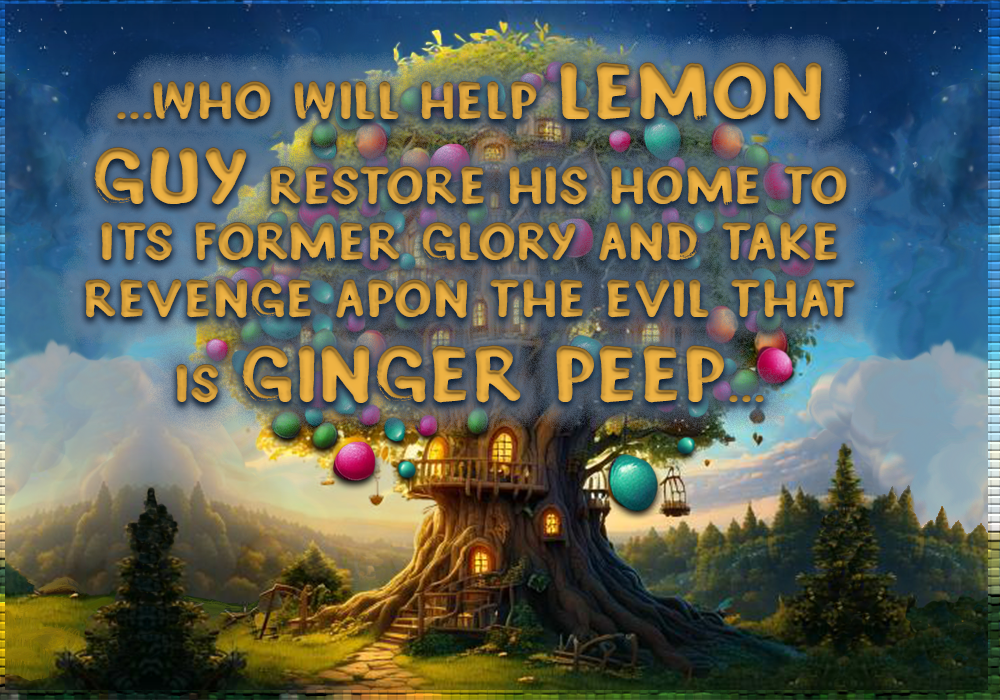 ...WHO WILL HELP LEMON
GUY RESTORE HIS HOME TO
ITS FORMER GLORY AND TAKE
REVENGE APON THE EVIL THAT
IS GINGER PEEP...